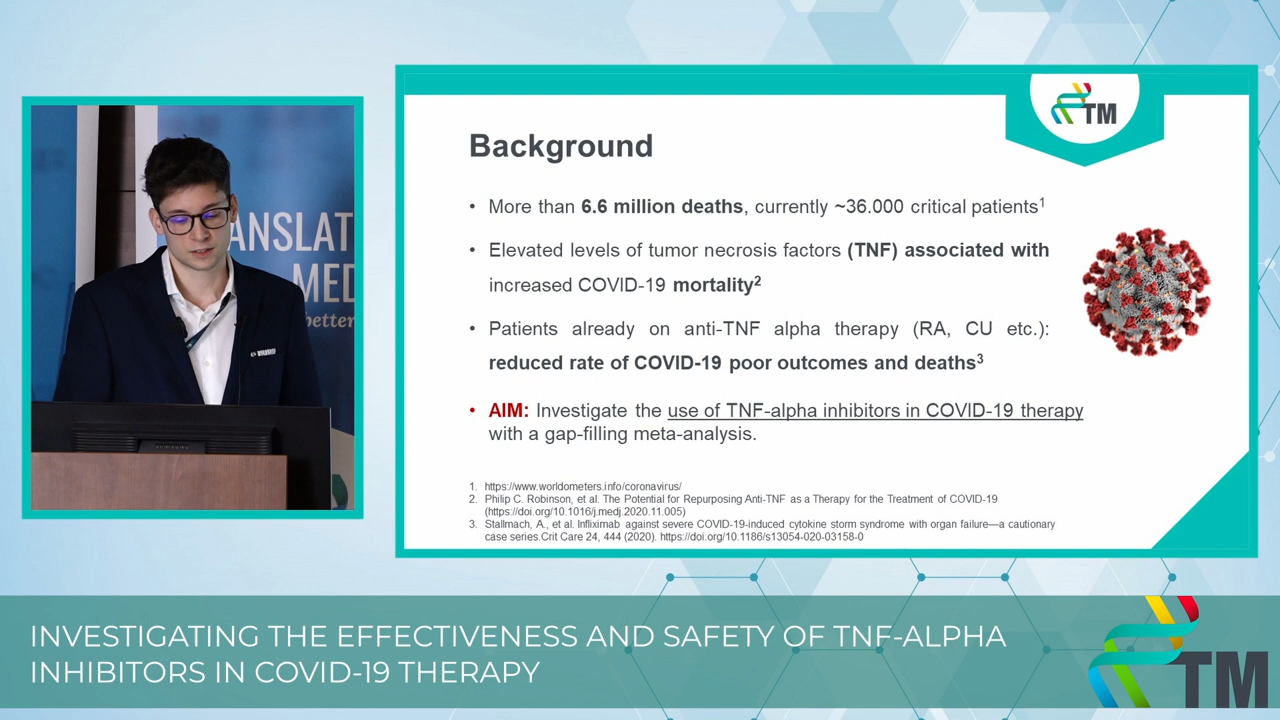 ANSLAT
MED
better
TM
Background
• More than 6.6 million deaths, currently ~36.000 critical patients1
• Elevated levels of tumor necrosis factors (TNF) associated with
increased COVID-19 mortality2
• Patients already on anti-TNF alpha therapy (RA, CU etc.):
reduced rate of COVID-19 poor outcomes and deaths3
• AIM: Investigate the use of TNF-alpha inhibitors in COVID-19 therapy
with a gap-filling meta-analysis.
1. https://www.worldometers.info/coronavirus/
2. Philip C. Robinson, et al. The Potential for Repurposing Anti-TNF as a Therapy for the Treatment of COVID-19
(https://doi.org/10.1016/j.medj.2020.11.005)
3. Stallmach, A., et al. Infliximab against severe COVID-19-induced cytokine storm syndrome with organ failure—a cautionary
case series.Crit Care 24, 444 (2020). https://doi.org/10.1186/s13054-020-03158-0
INVESTIGATING THE EFFECTIVENESS AND SAFETY OF TNF-ALPHA
INHIBITORS IN COVID-19 THERAPY
TM